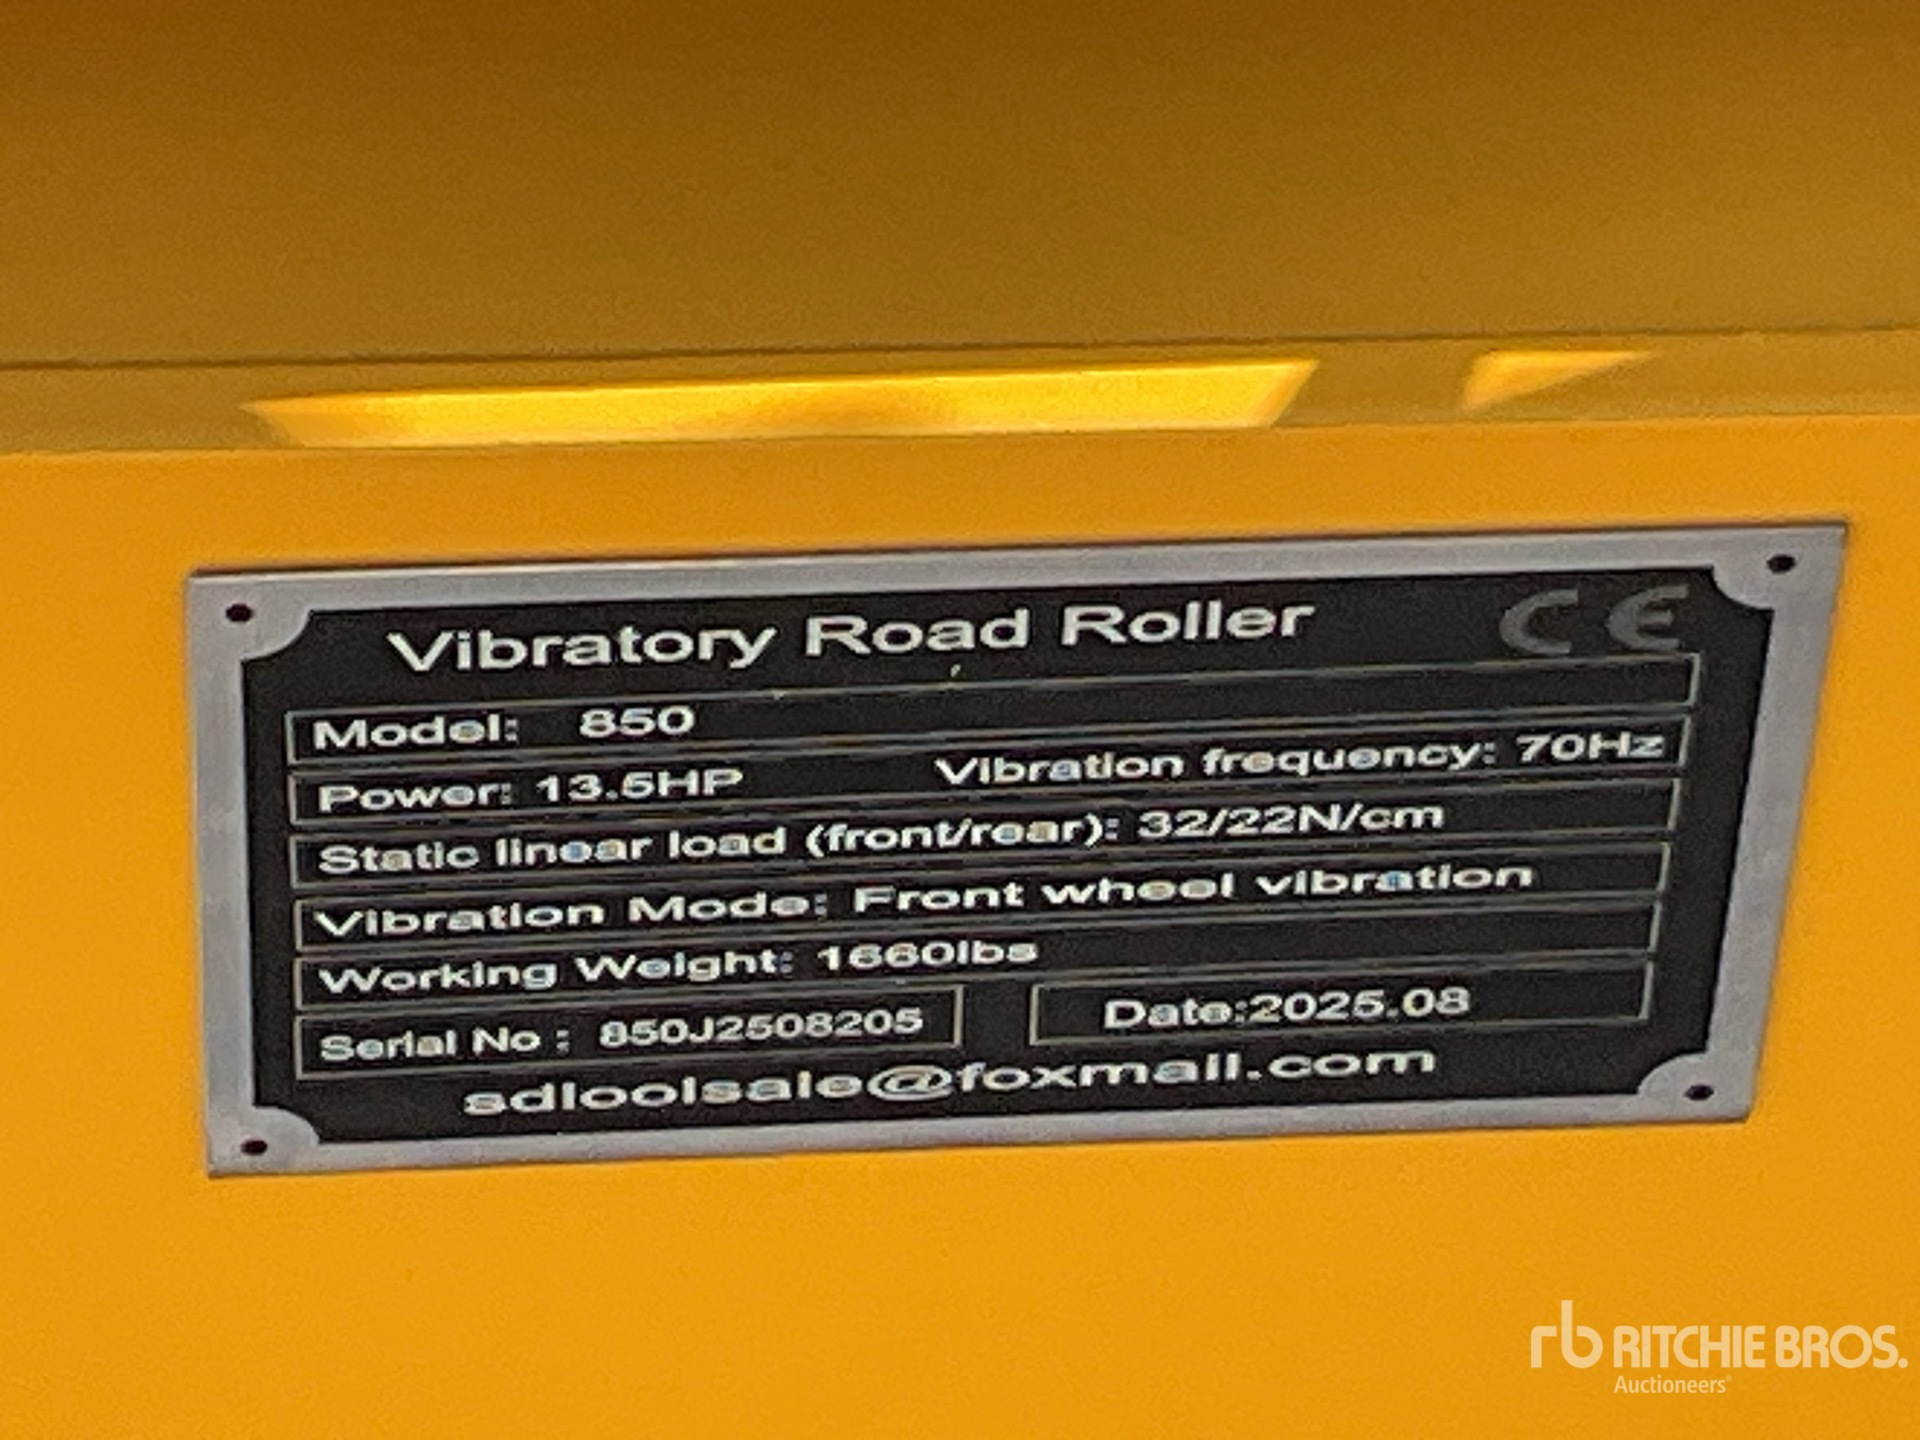 Vibratory Road Roller CE
Model: 850
Power: 13.5HP Vibration frequency: 70Hz
Static linear load (front/rear): 32/22N/cm
Vibration Mode: Front wheel vibration
Working Weight: 1660lbs
Serial No : 850J2508205 Date:2025.08
sdloolsale@foxmail.com
rb RITCHIE BROS.
Auctioneers